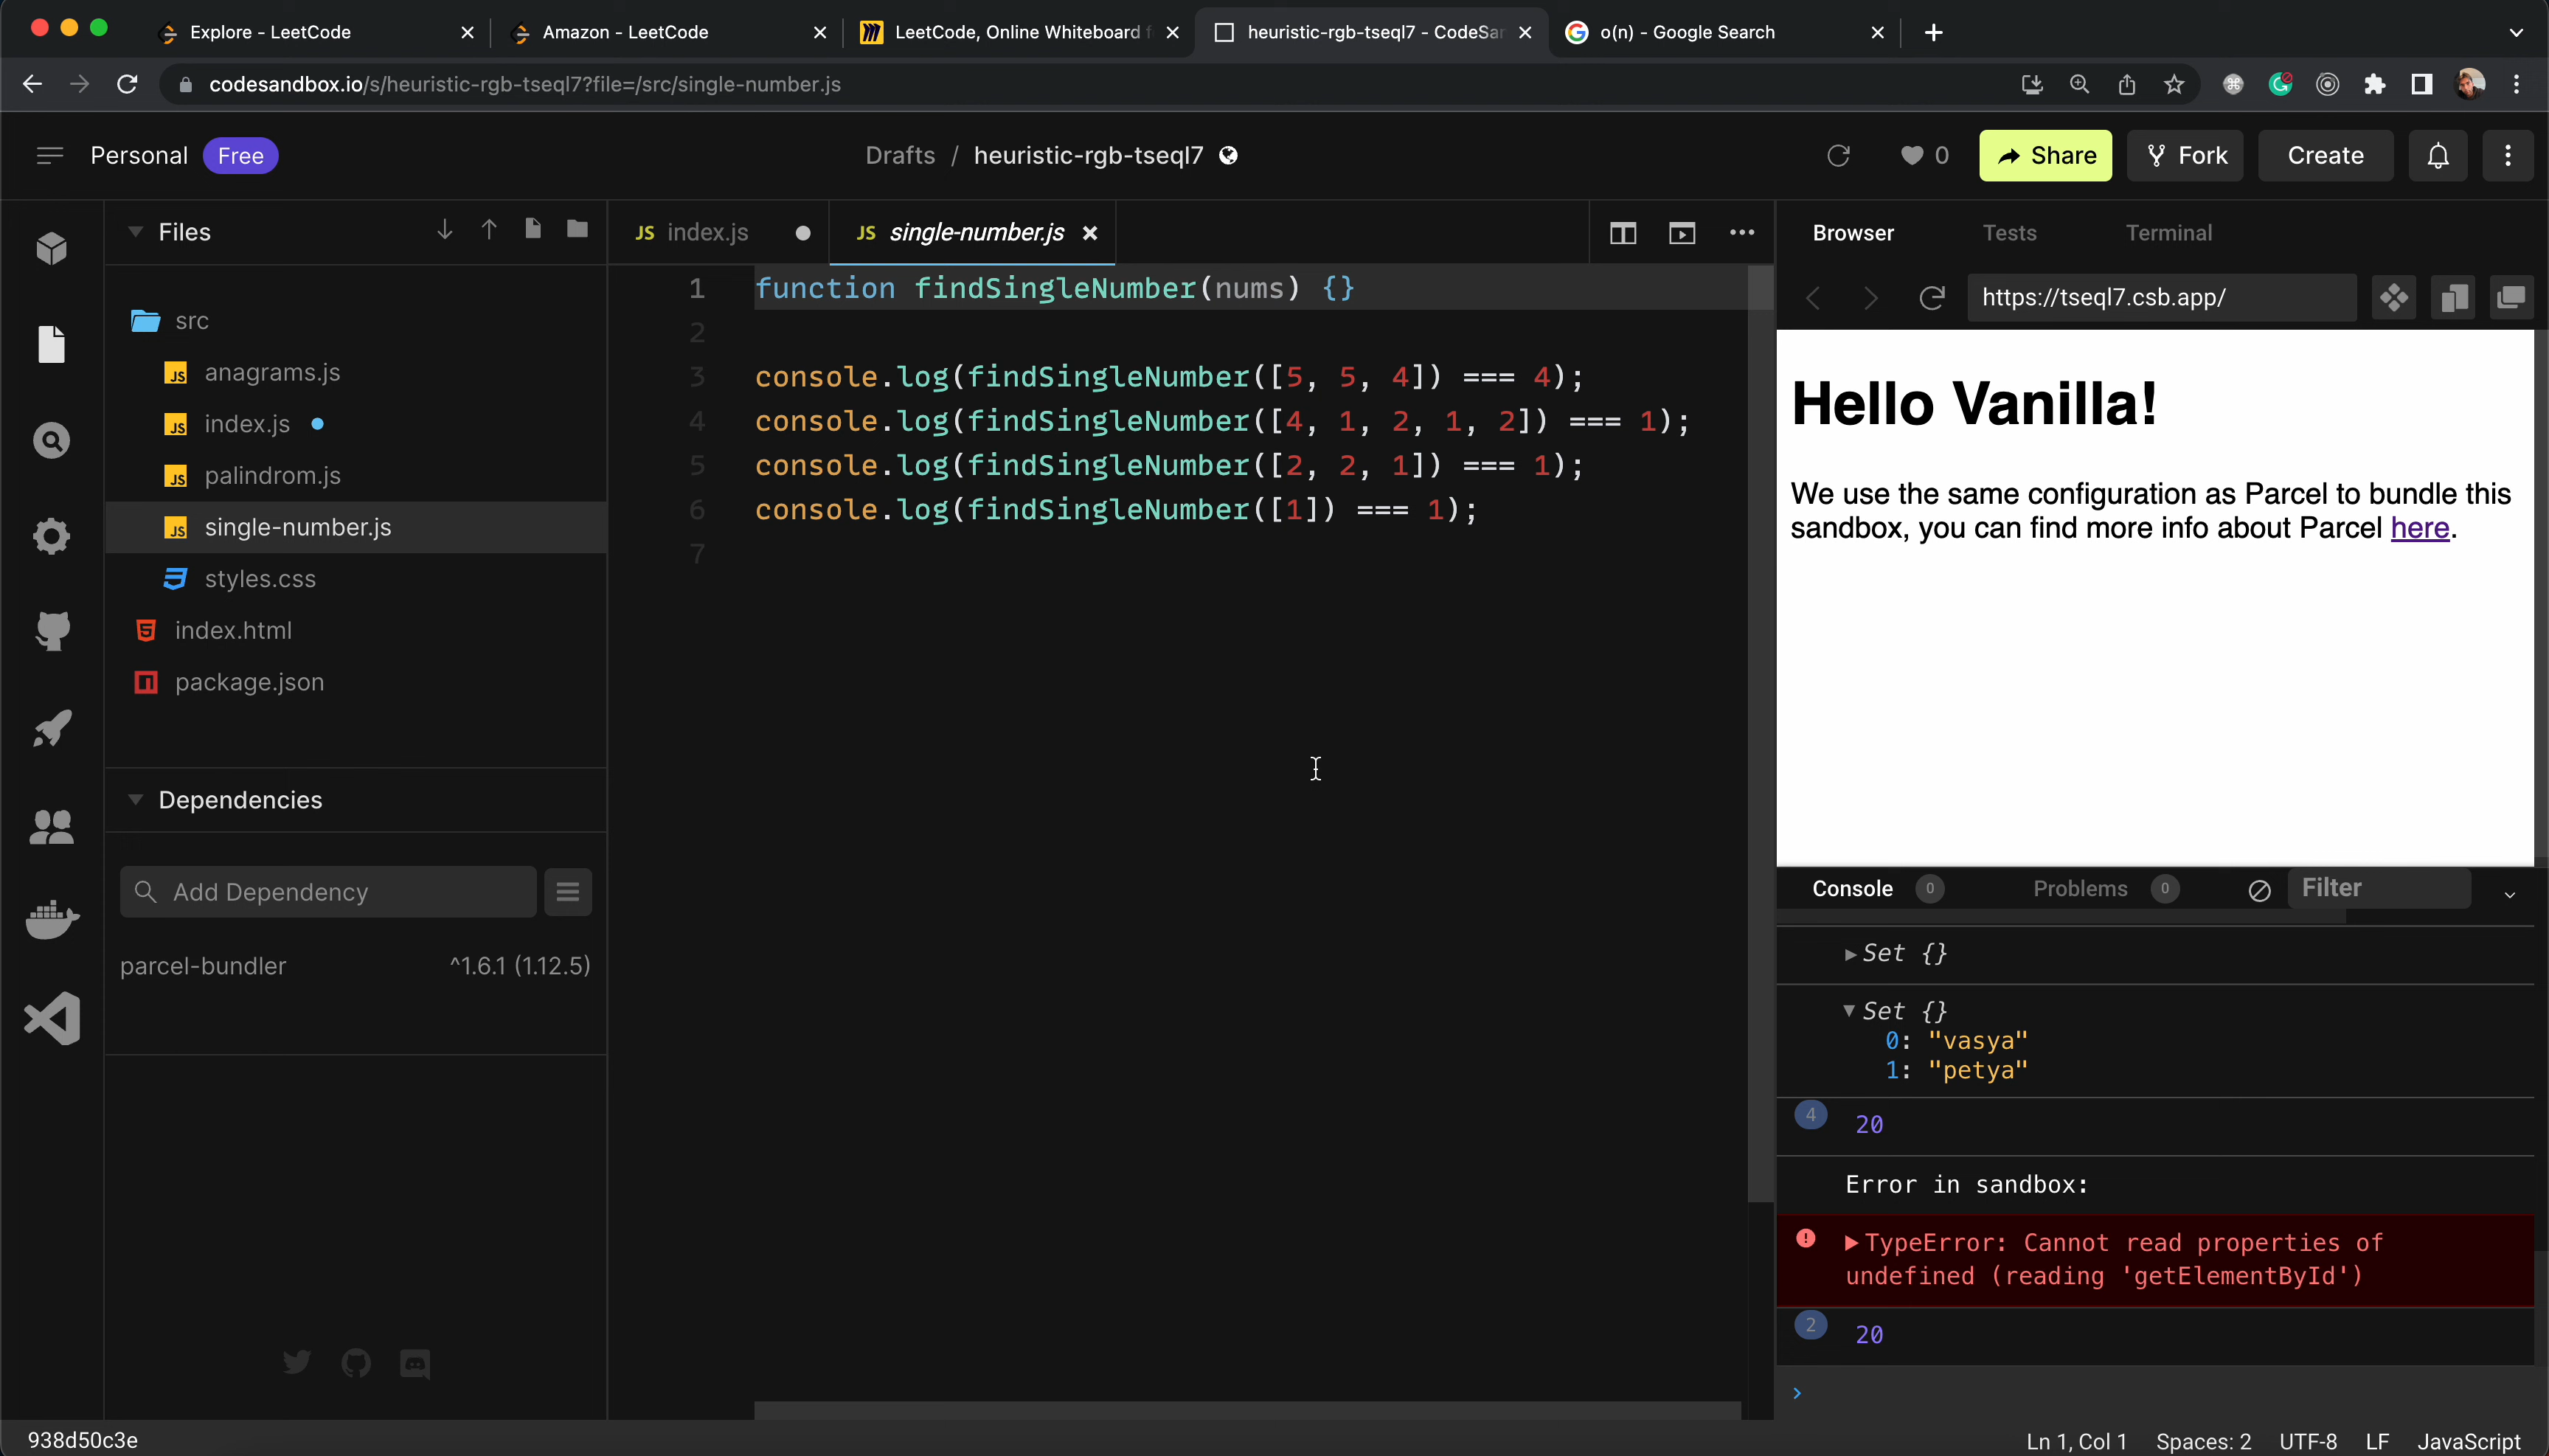 Explore - LeetCode
Amazon - LeetCode
LeetCode, Online Whiteboard f
heuristic-rgb-tseql7 - CodeSan
o(n) - Google Search
codesandbox.io/s/heuristic-rgb-tseql7?file=/src/single-number.js
Personal Free
Drafts / heuristic-rgb-tseql7
0
Share
Fork
Create
Files
src
JS anagrams.js
JS index.js
JS palindrom.js
JS single-number.js
styles.css
index.html
package.json
Dependencies
Add Dependency
parcel-bundler ^1.6.1 (1.12.5)
JS index.js
JS single-number.js
1 function findSingleNumber(nums) {}
2
3 console.log(findSingleNumber([5, 5, 4]) === 4);
4 console.log(findSingleNumber([4, 1, 2, 1, 2]) === 1);
5 console.log(findSingleNumber([2, 2, 1]) === 1);
6 console.log(findSingleNumber([1]) === 1);
7
Browser Tests Terminal
https://tseql7.csb.app/
Hello Vanilla!
We use the same configuration as Parcel to bundle this
sandbox, you can find more info about Parcel here.
Console 0 Problems 0 Filter
Set {}
Set {}
0: "vasya"
1: "petya"
4 20
Error in sandbox:
TypeError: Cannot read properties of
undefined (reading 'getElementById')
2 20
938d50c3e
Ln 1, Col 1 Spaces: 2 UTF-8 LF JavaScript